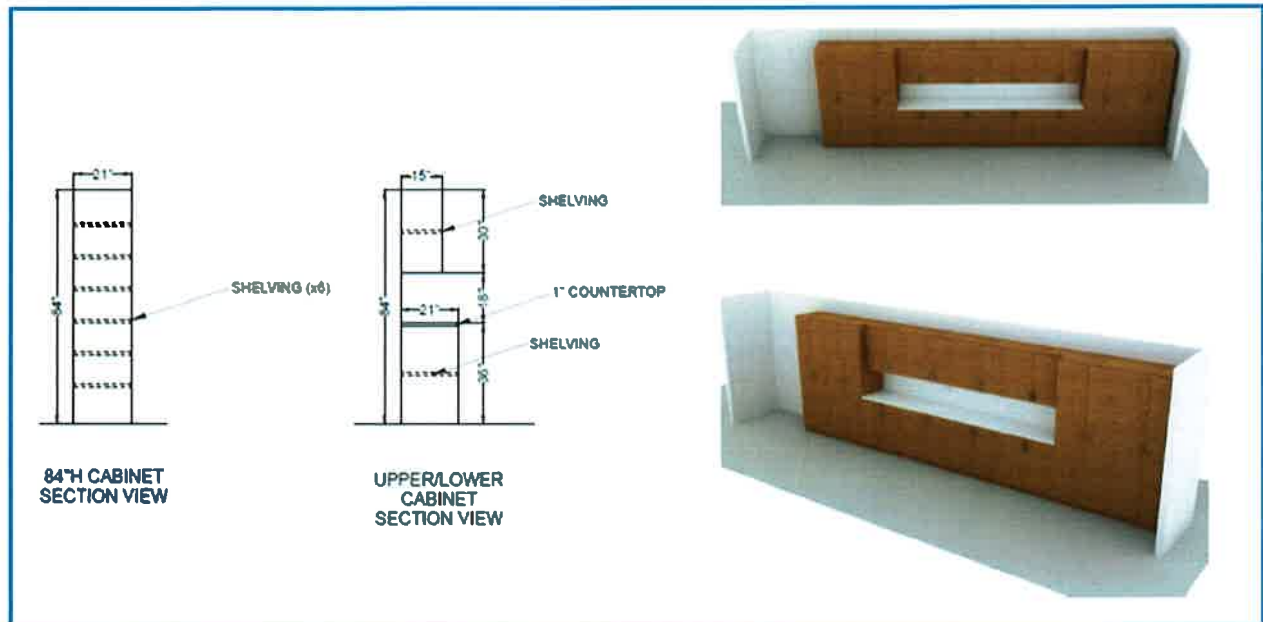 21"
84"
SHELVING (x6)
84"H CABINET
SECTION VIEW
15"
SHELVING
30"
18"
1" COUNTERTOP
21"
84"
SHELVING
36"
UPPER/LOWER
CABINET
SECTION VIEW